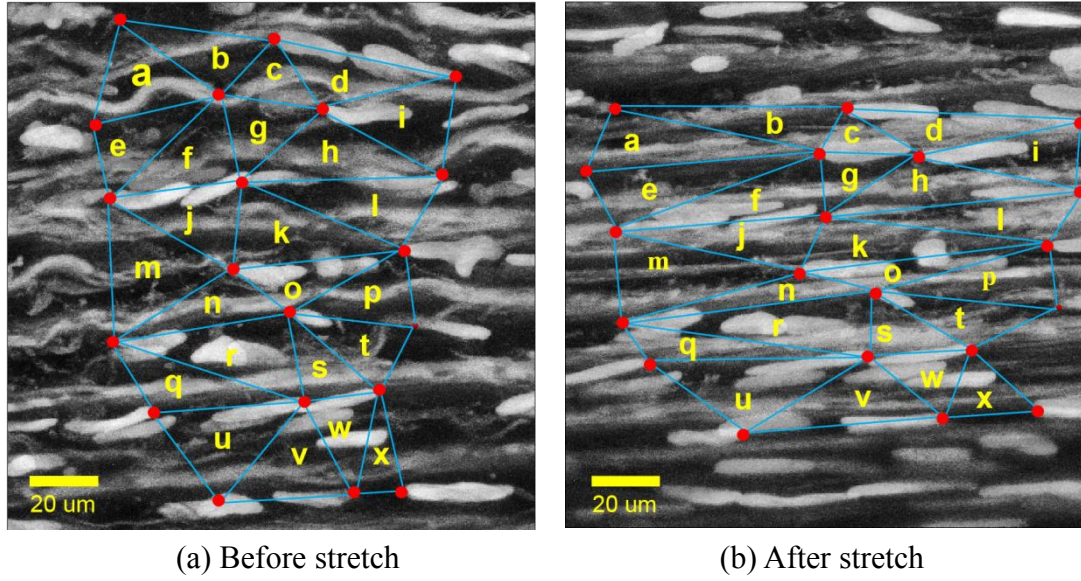 a
b
c
d
e
f
g
h
i
j
k
l
m
n
o
p
q
r
s
t
u
v
w
x
20 um
a
b
c
d
e
f
g
h
i
j
k
l
m
n
o
p
q
r
s
t
u
v
w
x
20 um
(a) Before stretch
(b) After stretch